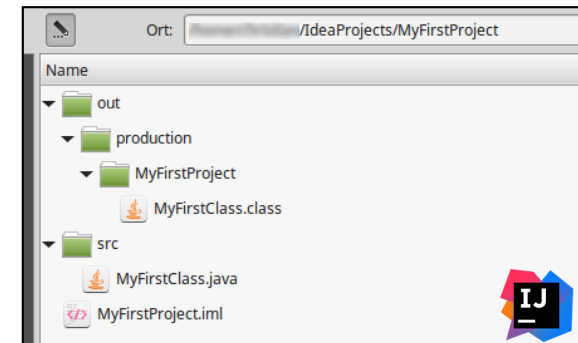 Ort: /IdeaProjects/MyFirstProject
Name
out
production
MyFirstProject
MyFirstClass.class
src
MyFirstClass.java
</> MyFirstProject.iml
IJ